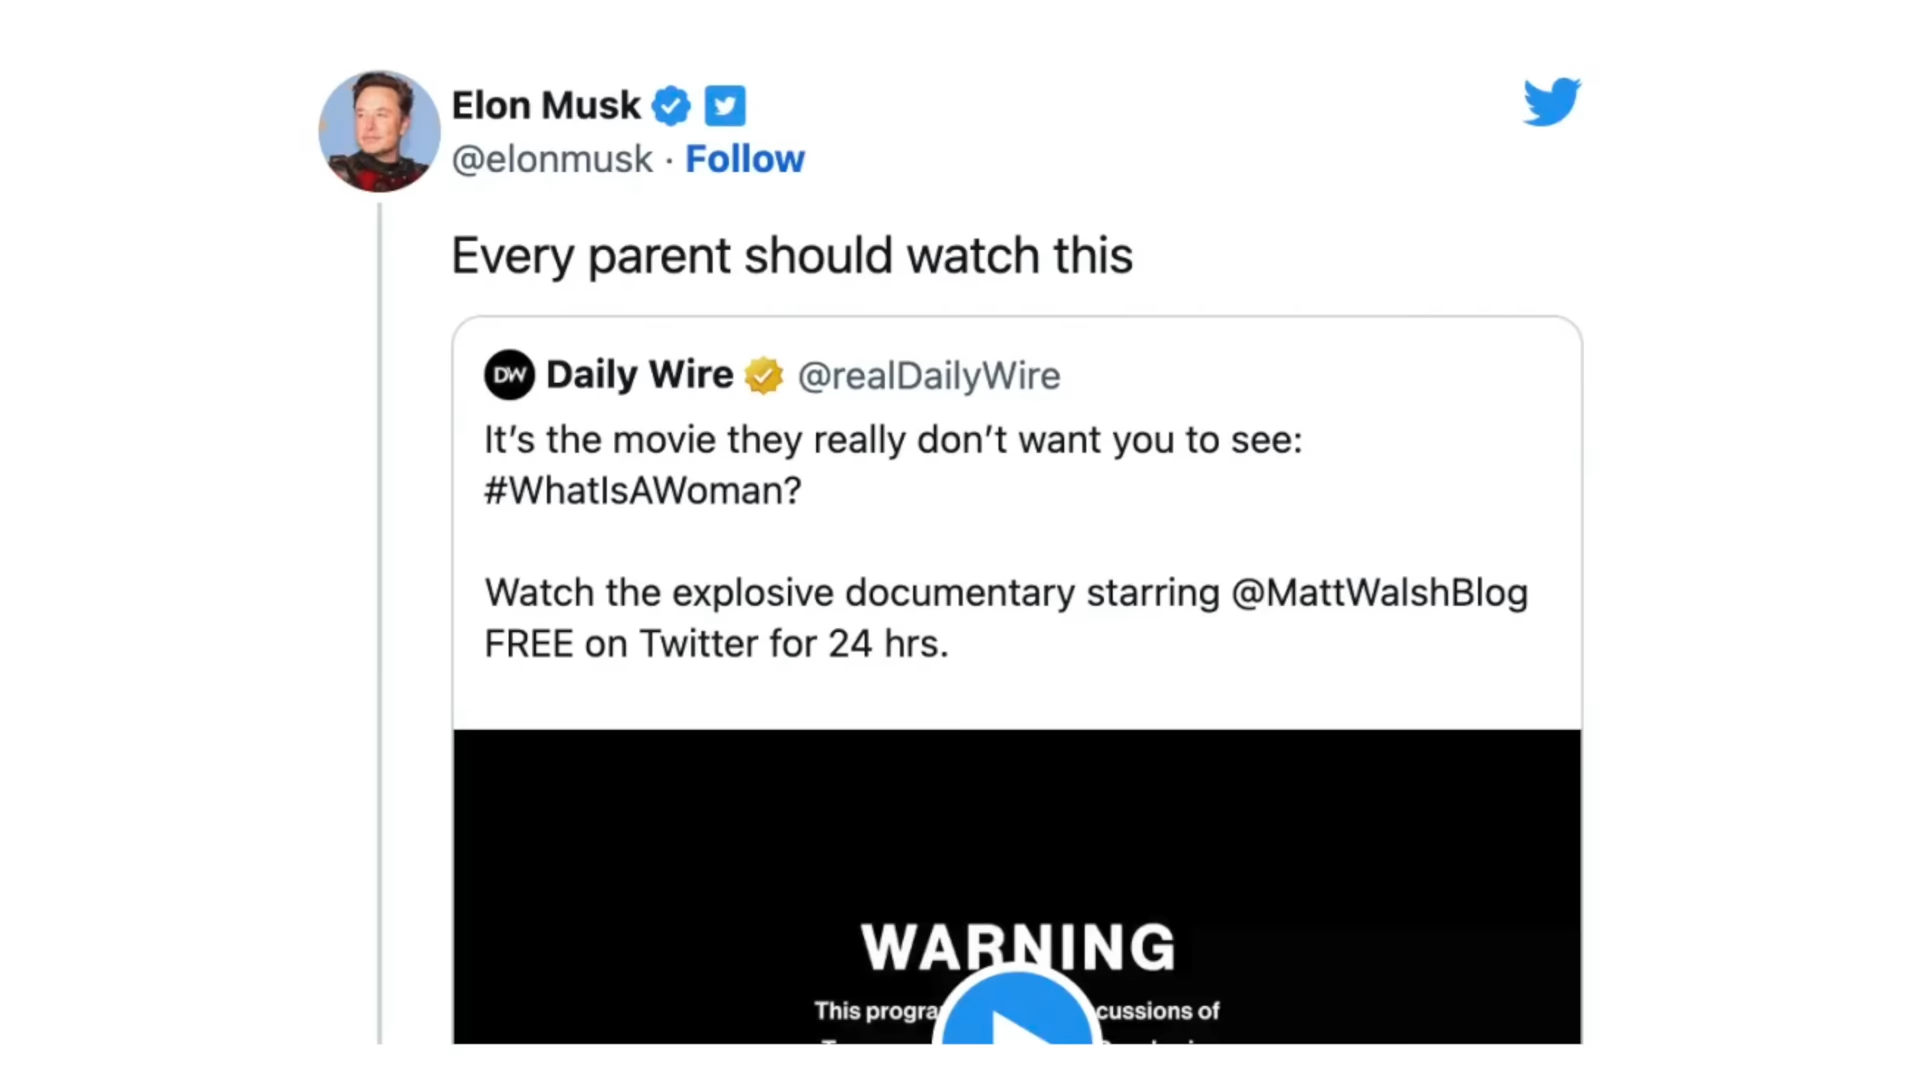 Elon Musk
@elonmusk · Follow
Every parent should watch this
DW Daily Wire @realDailyWire
It's the movie they really don't want you to see:
#WhatIsAWoman?
Watch the explosive documentary starring @MattWalshBlog
FREE on Twitter for 24 hrs.
WARNING
This of